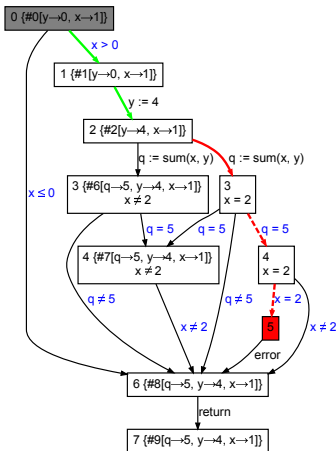 0 {#0[y→0, x→1]}
x > 0
1 {#1[y→0, x→1]}
y := 4
2 {#2[y→4, x→1]}
q := sum(x, y)
q := sum(x, y)
x ≤ 0
3 {#6[q→5, y→4, x→1]}
x ≠ 2
3
x = 2
q = 5
q = 5
q = 5
4 {#7[q→5, y→4, x→1]}
x ≠ 2
4
x = 2
q ≠ 5
q ≠ 5
x = 2
x ≠ 2
x ≠ 2
5
error
6 {#8[q→5, y→4, x→1]}
return
7 {#9[q→5, y→4, x→1]}